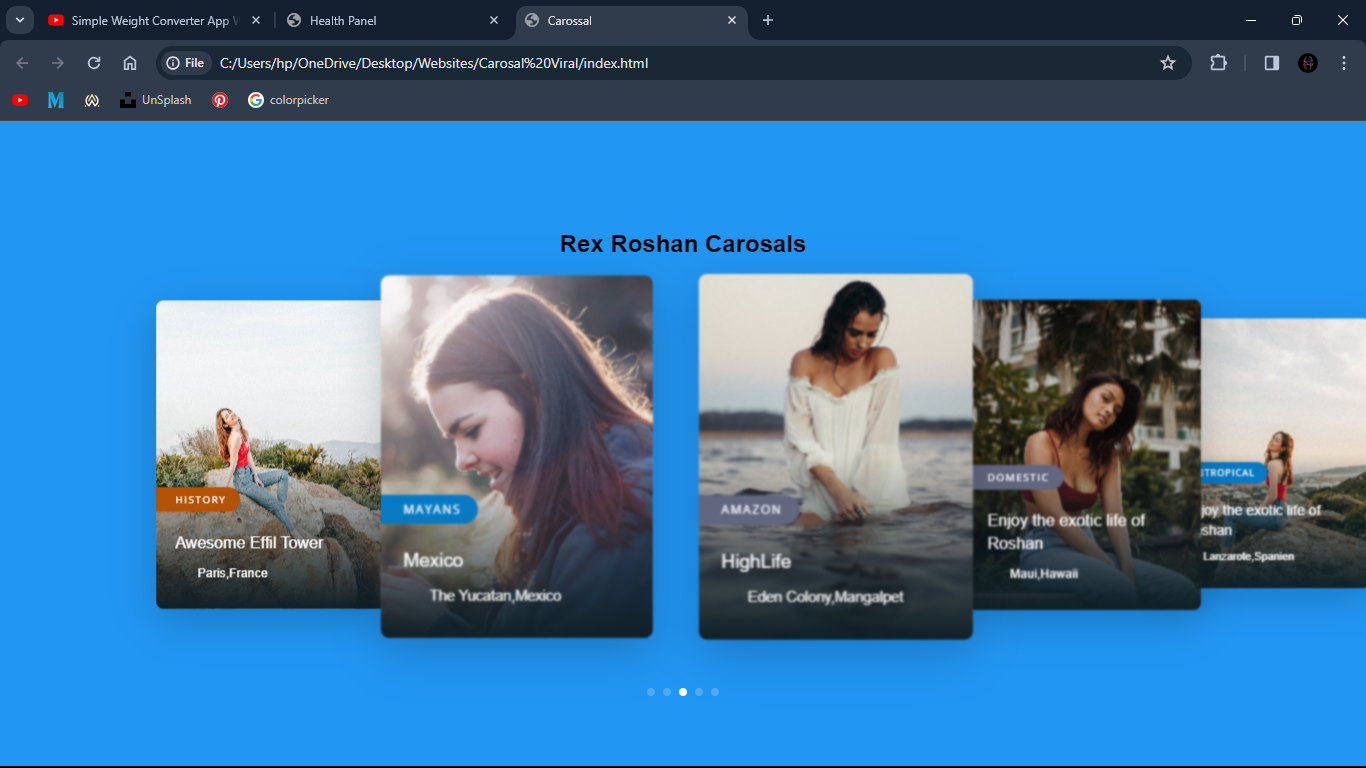 Simple Weight Converter App
Health Panel
Carossal
File
C:/Users/hp/OneDrive/Desktop/Websites/Carosal%20Viral/index.html
UnSplash
colorpicker
Rex Roshan Carosals
HISTORY
Awesome Effil Tower
Paris,France
MAYANS
Mexico
The Yucatan,Mexico
AMAZON
HighLife
Eden Colony,Mangalpet
DOMESTIC
Enjoy the exotic life of
Roshan
Maui,Hawaii
TROPICAL
joy the exotic life of
shan
Lanzarote,Spanien